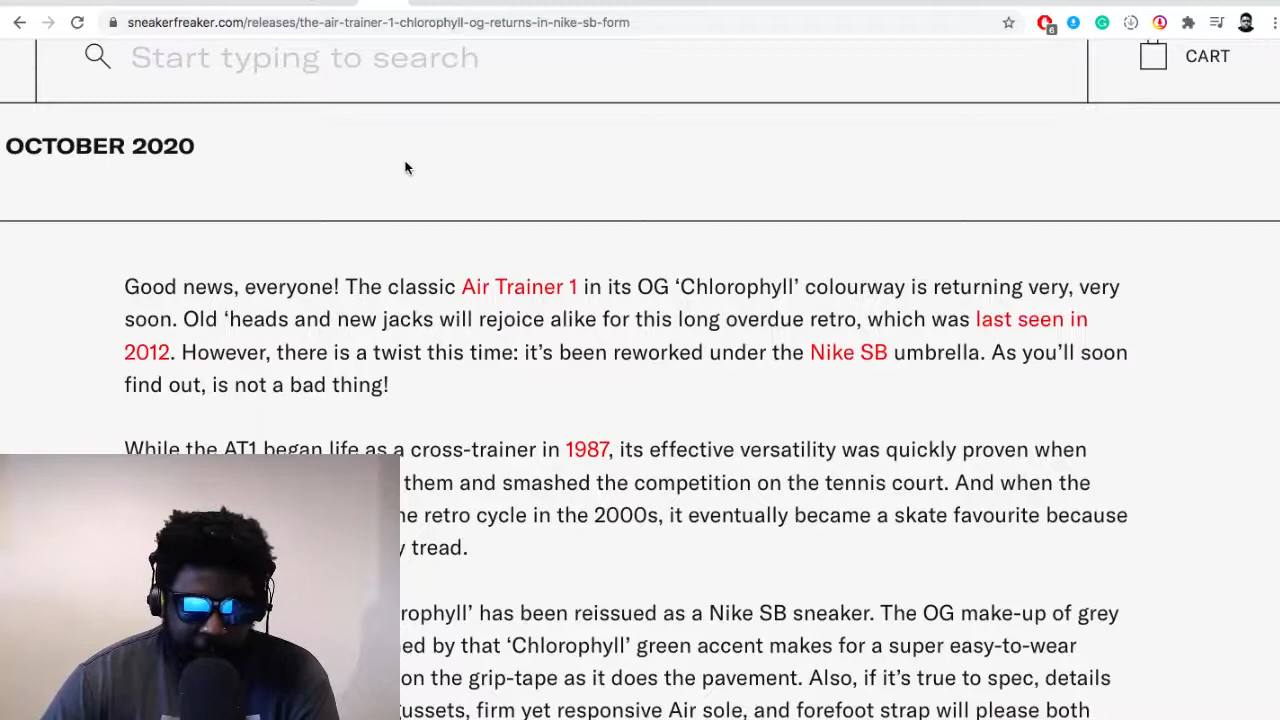 sneakerfreaker.com/releases/the-air-trainer-1-chlorophyll-og-returns-in-nike-sb-form
6
Start typing to search
CART
OCTOBER 2020
Good news, everyone! The classic Air Trainer 1 in its OG ‘Chlorophyll’ colourway is returning very, very
soon. Old ‘heads and new jacks will rejoice alike for this long overdue retro, which was last seen in
2012. However, there is a twist this time: it’s been reworked under the Nike SB umbrella. As you’ll soon
find out, is not a bad thing!
While the AT1 began life as a cross-trainer in 1987, its effective versatility was quickly proven when
them and smashed the competition on the tennis court. And when the
retro cycle in the 2000s, it eventually became a skate favourite because
tread.
has been reissued as a Nike SB sneaker. The OG make-up of grey
by that ‘Chlorophyll’ green accent makes for a super easy-to-wear
on the grip-tape as it does the pavement. Also, if it’s true to spec, details
firm yet responsive Air sole, and forefoot strap will please both